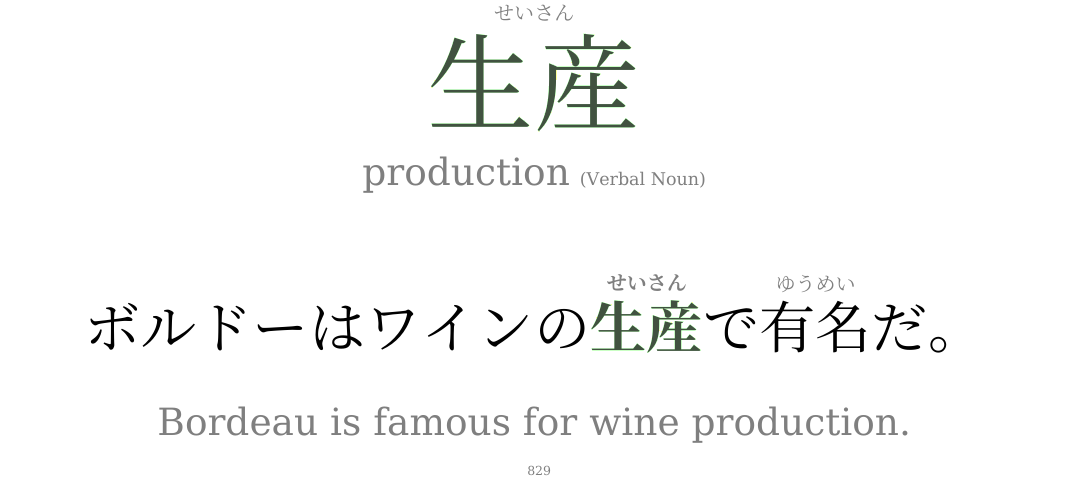 せいさん
生産
production (Verbal Noun)
せいさん ゆうめい
ボルドーはワインの生産で有名だ。
Bordeau is famous for wine production.
829